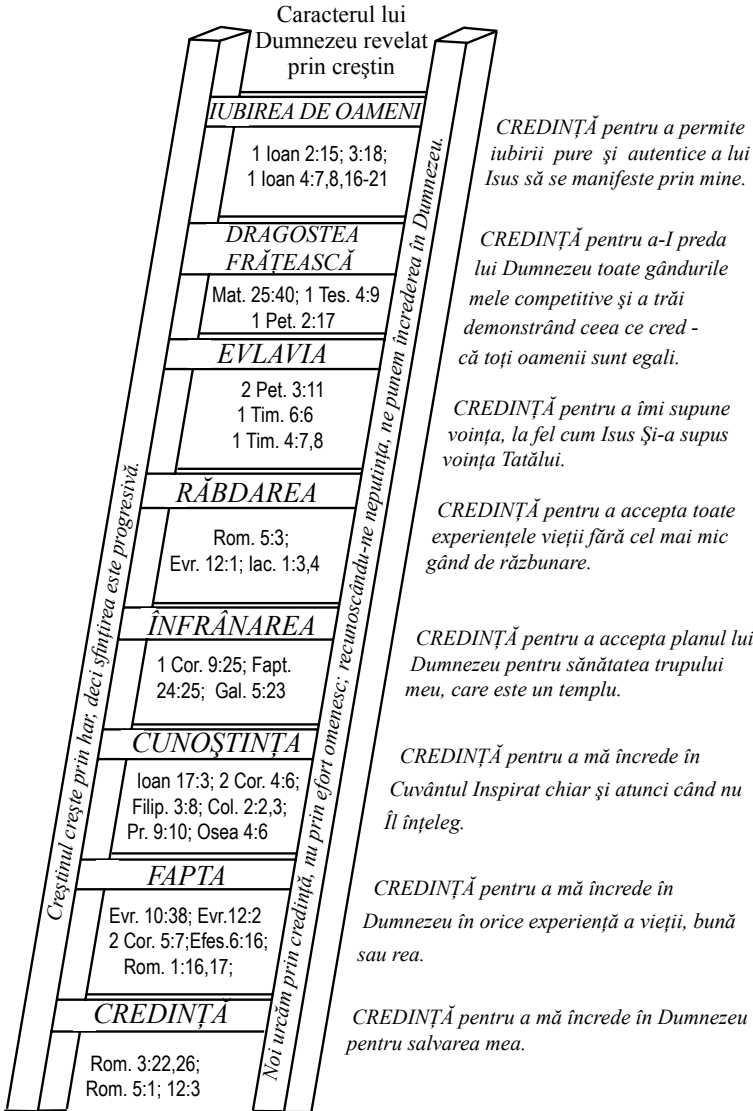 Caracterul lui
Dumnezeu revelat
prin creştin
IUBIREA DE OAMENI
1 Ioan 2:15; 3:18;
1 Ioan 4:7,8,16-21
CREDINȚĂ pentru a permite
iubirii pure şi autentice a lui
Isus să se manifeste prin mine.
DRAGOSTEA
FRĂȚEASCĂ
Mat. 25:40; 1 Tes. 4:9
1 Pet. 2:17
CREDINȚĂ pentru a-I preda
lui Dumnezeu toate gândurile
mele competitive şi a trăi
demonstrând ceea ce cred -
că toți oamenii sunt egali.
EVLAVIA
2 Pet. 3:11
1 Tim. 6:6
1 Tim. 4:7,8
CREDINȚĂ pentru a îmi supune
voința, la fel cum Isus Şi-a supus
voința Tatălui.
RĂBDAREA
Rom. 5:3;
Evr. 12:1; Iac. 1:3,4
CREDINȚĂ pentru a accepta toate
experiențele vieții fără cel mai mic
gând de răzbunare.
ÎNFRÂNAREA
1 Cor. 9:25; Fapt.
24:25; Gal. 5:23
CREDINȚĂ pentru a accepta planul lui
Dumnezeu pentru sănătatea trupului
meu, care este un templu.
CUNOŞTINȚA
Ioan 17:3; 2 Cor. 4:6;
Filip. 3:8; Col. 2:2,3;
Pr. 9:10; Osea 4:6
CREDINȚĂ pentru a mă încrede în
Cuvântul Inspirat chiar şi atunci când nu
Îl înțeleg.
FAPTA
Evr. 10:38; Evr.12:2
2 Cor. 5:7;Efes.6:16;
Rom. 1:16,17;
CREDINȚĂ pentru a mă încrede în
Dumnezeu în orice experiență a vieții, bună
sau rea.
CREDINȚĂ
Rom. 3:22,26;
Rom. 5:1; 12:3
CREDINȚĂ pentru a mă încrede în Dumnezeu
pentru salvarea mea.
Creştinul creşte prin har, deci sfințirea este progresivă.
Noi urcăm prin credință, nu prin efort omenesc; recunoscându-ne neputința, ne punem încrederea în Dumnezeu.